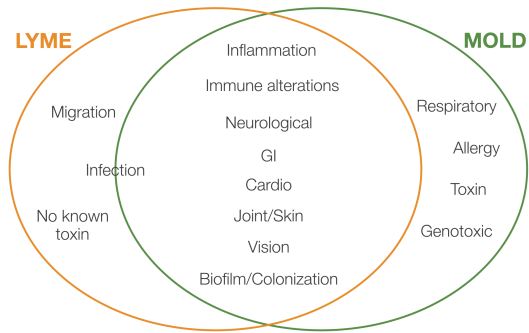 LYME
MOLD
Migration
Infection
No known
toxin
Inflammation
Immune alterations
Neurological
GI
Cardio
Joint/Skin
Vision
Biofilm/Colonization
Respiratory
Allergy
Toxin
Genotoxic